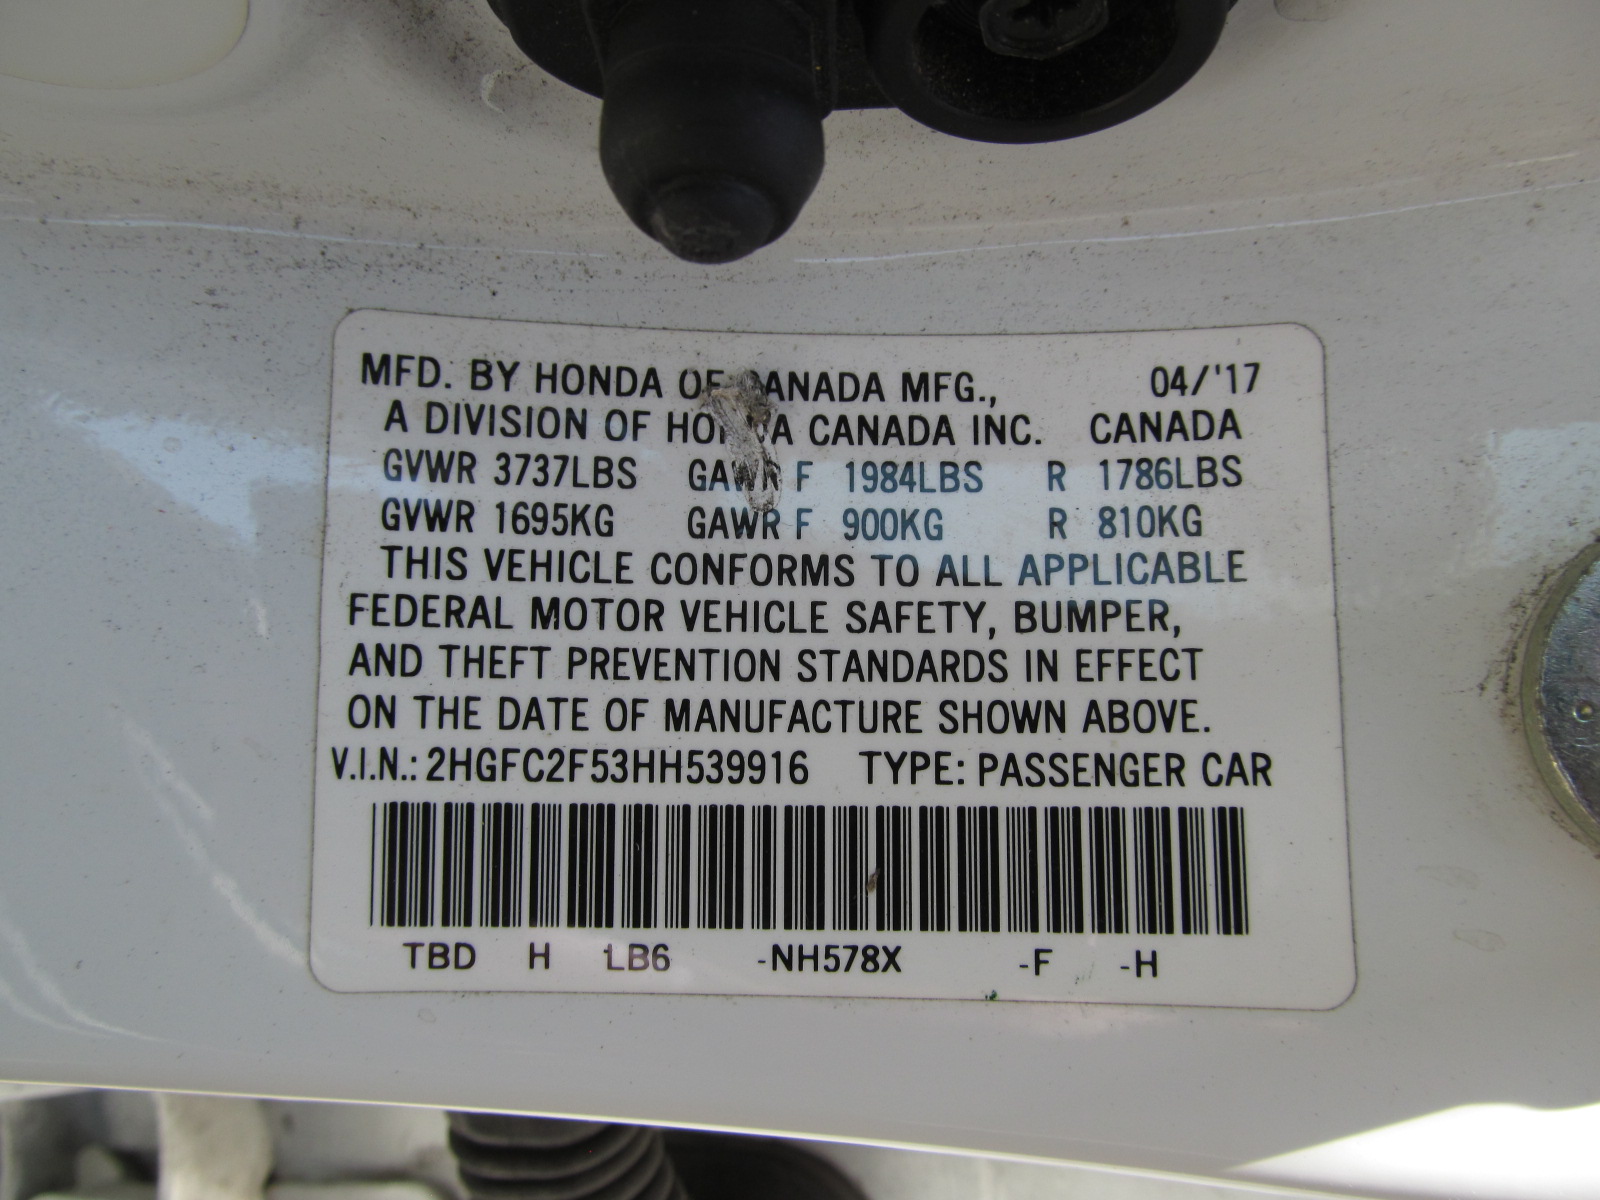 MFD. BY HONDA OF CANADA MFG., 04/'17
A DIVISION OF HONDA CANADA INC. CANADA
GVWR 3737LBS GAWR F 1984LBS R 1786LBS
GVWR 1695KG GAWR F 900KG R 810KG
THIS VEHICLE CONFORMS TO ALL APPLICABLE
FEDERAL MOTOR VEHICLE SAFETY, BUMPER,
AND THEFT PREVENTION STANDARDS IN EFFECT
ON THE DATE OF MANUFACTURE SHOWN ABOVE.
V.I.N.: 2HGFC2F53HH539916 TYPE: PASSENGER CAR
TBD H LB6 -NH578X -F -H